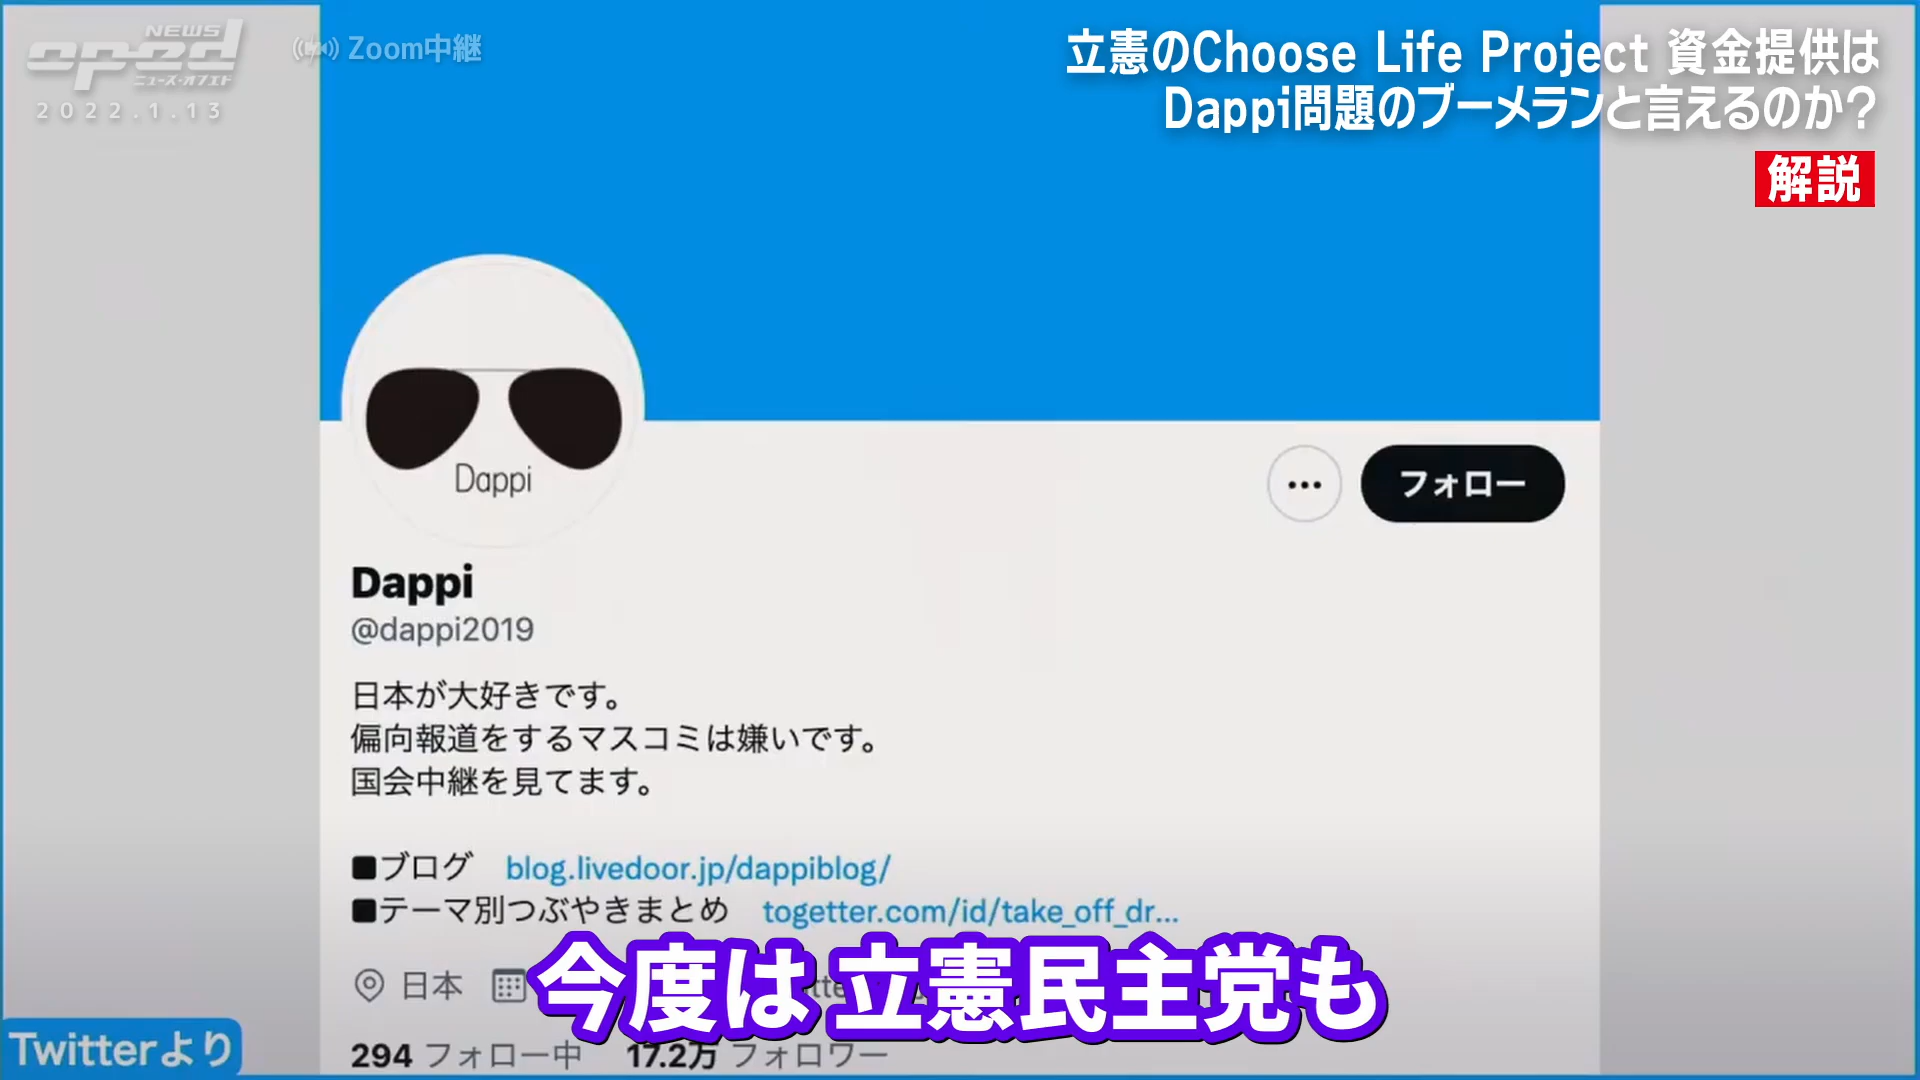 NEWS
oped
ニュース・オプエド
2022.1.13
Zoom中継
立憲のChoose Life Project 資金提供は
Dappi問題のブーメランと言えるのか?
解説
Dappi
フォロー
Dappi
@dappi2019
日本が大好きです。
偏向報道をするマスコミは嫌いです。
国会中継を見てます。
■ブログ blog.livedoor.jp/dappiblog/
■テーマ別つぶやきまとめ togetter.com/id/take_off_dr...
日本
今度は 立憲民主党も
294 フォロー中 17.2万 フォロワー
Twitterより